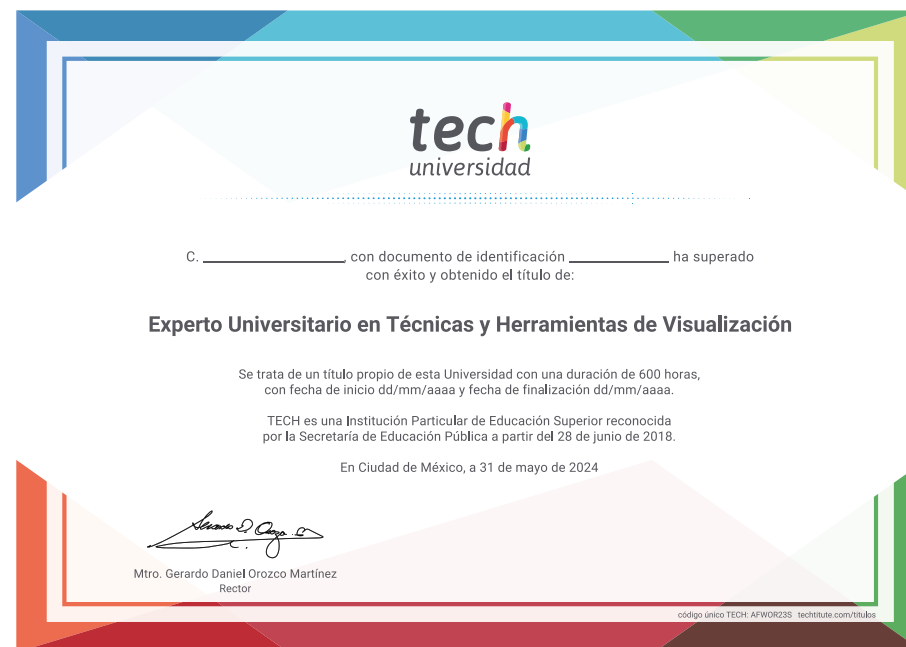 tech
universidad
C. ____________, con documento de identificación ____________ ha superado
con éxito y obtenido el título de:
Experto Universitario en Técnicas y Herramientas de Visualización
Se trata de un título propio de esta Universidad con una duración de 600 horas,
con fecha de inicio dd/mm/aaaa y fecha de finalización dd/mm/aaaa.
TECH es una Institución Particular de Educación Superior reconocida
por la Secretaría de Educación Pública a partir del 28 de junio de 2018.
En Ciudad de México, a 31 de mayo de 2024
Mtro. Gerardo Daniel Orozco Martínez
Rector
código único TECH: AFWOR23S techtitute.com/titulos